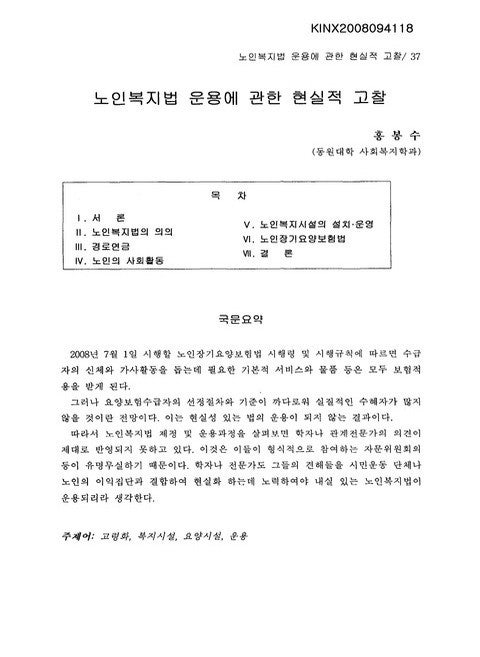 KINX2008094118
노인복지법 운용에 관한 현실적 고찰/ 37
노인복지법 운용에 관한 현실적 고찰
홍 봉 수
(동원대학 사회복지학과)
목 차
Ⅰ. 서 론
Ⅱ. 노인복지법의 의의
Ⅲ. 경로연금
Ⅳ. 노인의 사회활동
Ⅴ. 노인복지시설의 설치·운영
Ⅵ. 노인장기요양보험법
Ⅶ. 결 론
국문요약
2008년 7월 1일 시행할 노인장기요양보험법 시행령 및 시행규칙에 따르면 수급
자의 신체와 가사활동을 돕는데 필요한 기본적 서비스와 물품 등은 모두 보험적
용을 받게 된다.
그러나 요양보험수급자의 선정절차와 기준이 까다로워 실질적인 수혜자가 많지
않을 것이란 전망이다. 이는 현실성 있는 법의 운용이 되지 않는 결과이다.
따라서 노인복지법 제정 및 운용과정을 살펴보면 학자나 관계전문가의 의견이
제대로 반영되지 못하고 있다. 이것은 이들이 형식적으로 참여하는 자문위원회의
등이 유명무실하기 때문이다. 학자나 전문가도 그들의 견해들을 시민운동 단체나
노인의 이익집단과 결합하여 현실화 하는데 노력하여야 내실 있는 노인복지법이
운용되리라 생각한다.
주제어: 고령화, 복지시설, 요양시설, 운용